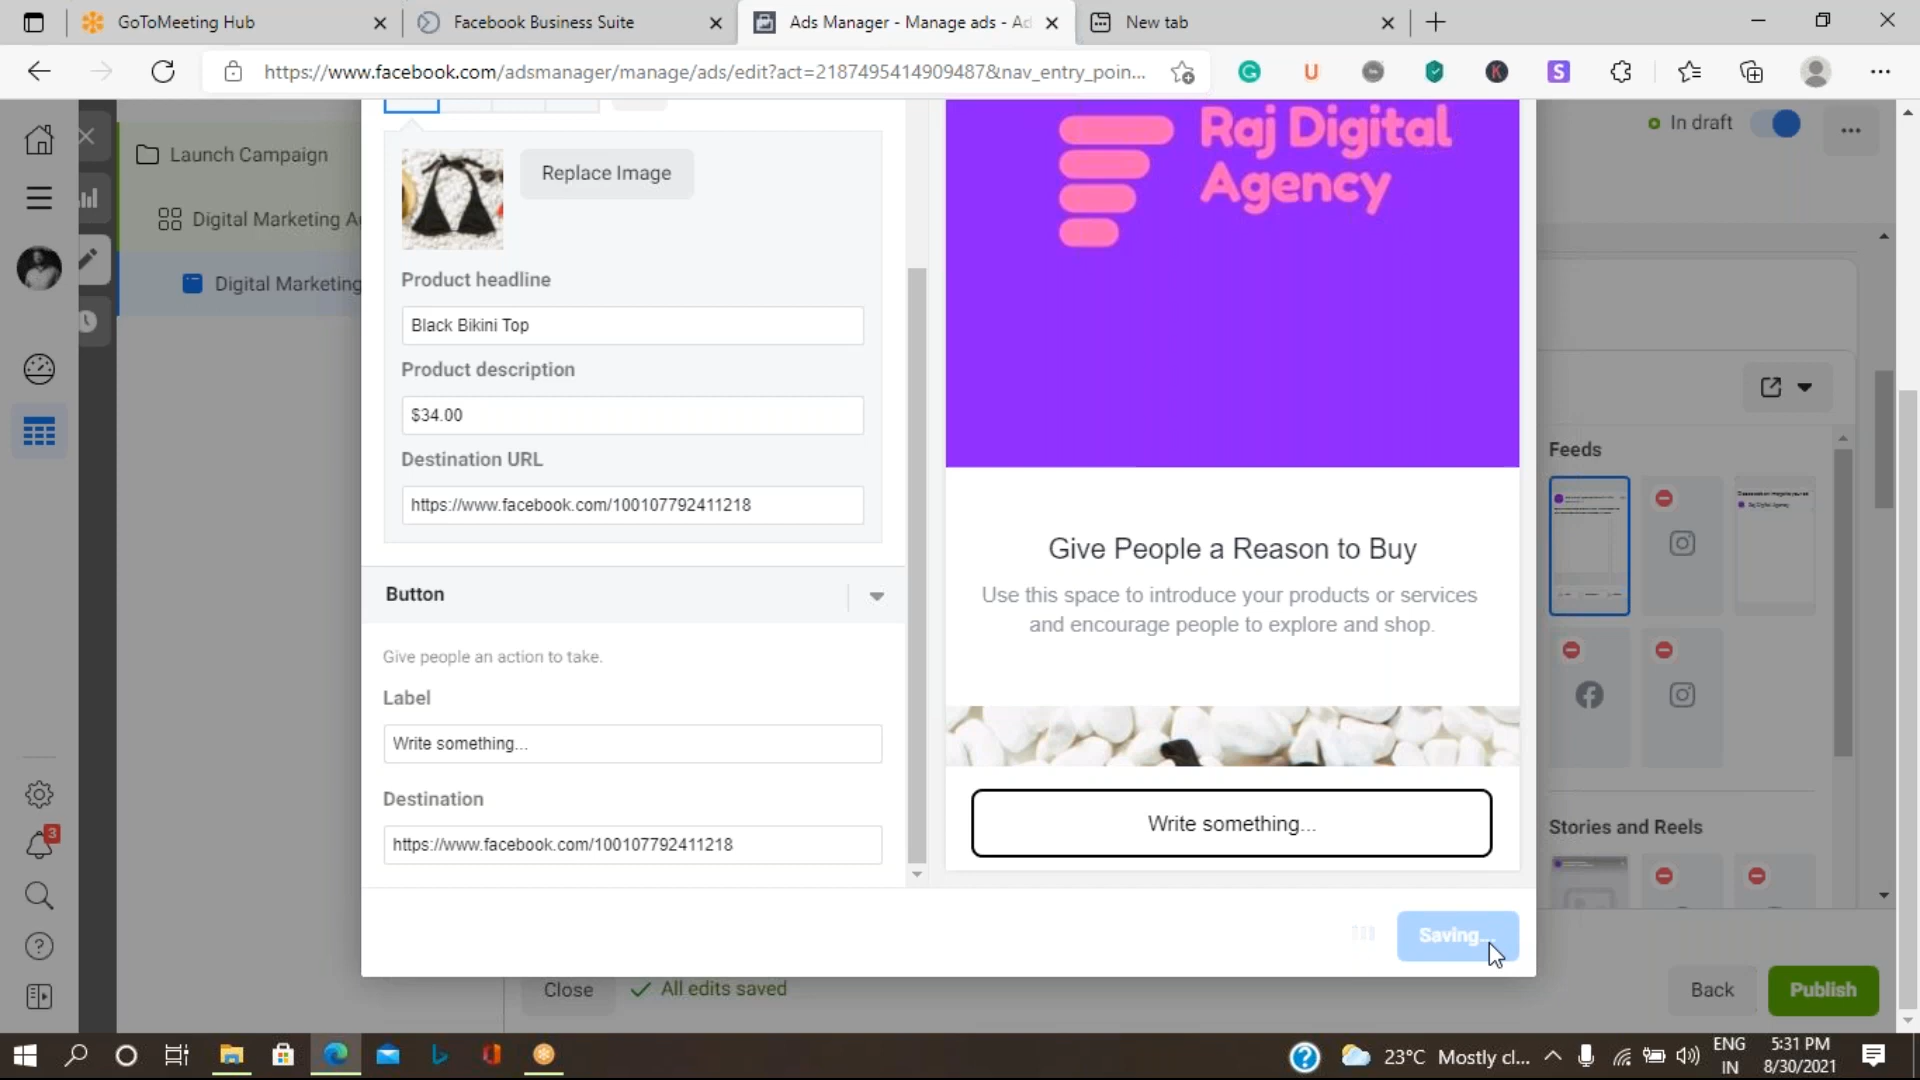 GoToMeeting Hub
Facebook Business Suite
Ads Manager - Manage ads - Ad
New tab
https://www.facebook.com/adsmanager/manage/ads/edit?act=2187495414909487&nav_entry_poin...
Launch Campaign
Digital Marketing A
Digital Marketing
Replace Image
Product headline
Black Bikini Top
Product description
$34.00
Destination URL
https://www.facebook.com/100107792411218
Button
Give people an action to take.
Label
Write something...
Destination
https://www.facebook.com/100107792411218
Raj Digital
Agency
Give People a Reason to Buy
Use this space to introduce your products or services
and encourage people to explore and shop.
Write something...
Saving...
In draft
Feeds
Stories and Reels
Close
All edits saved
Back
Publish
3
23°C Mostly cl...
ENG
IN
5:31 PM
8/30/2021